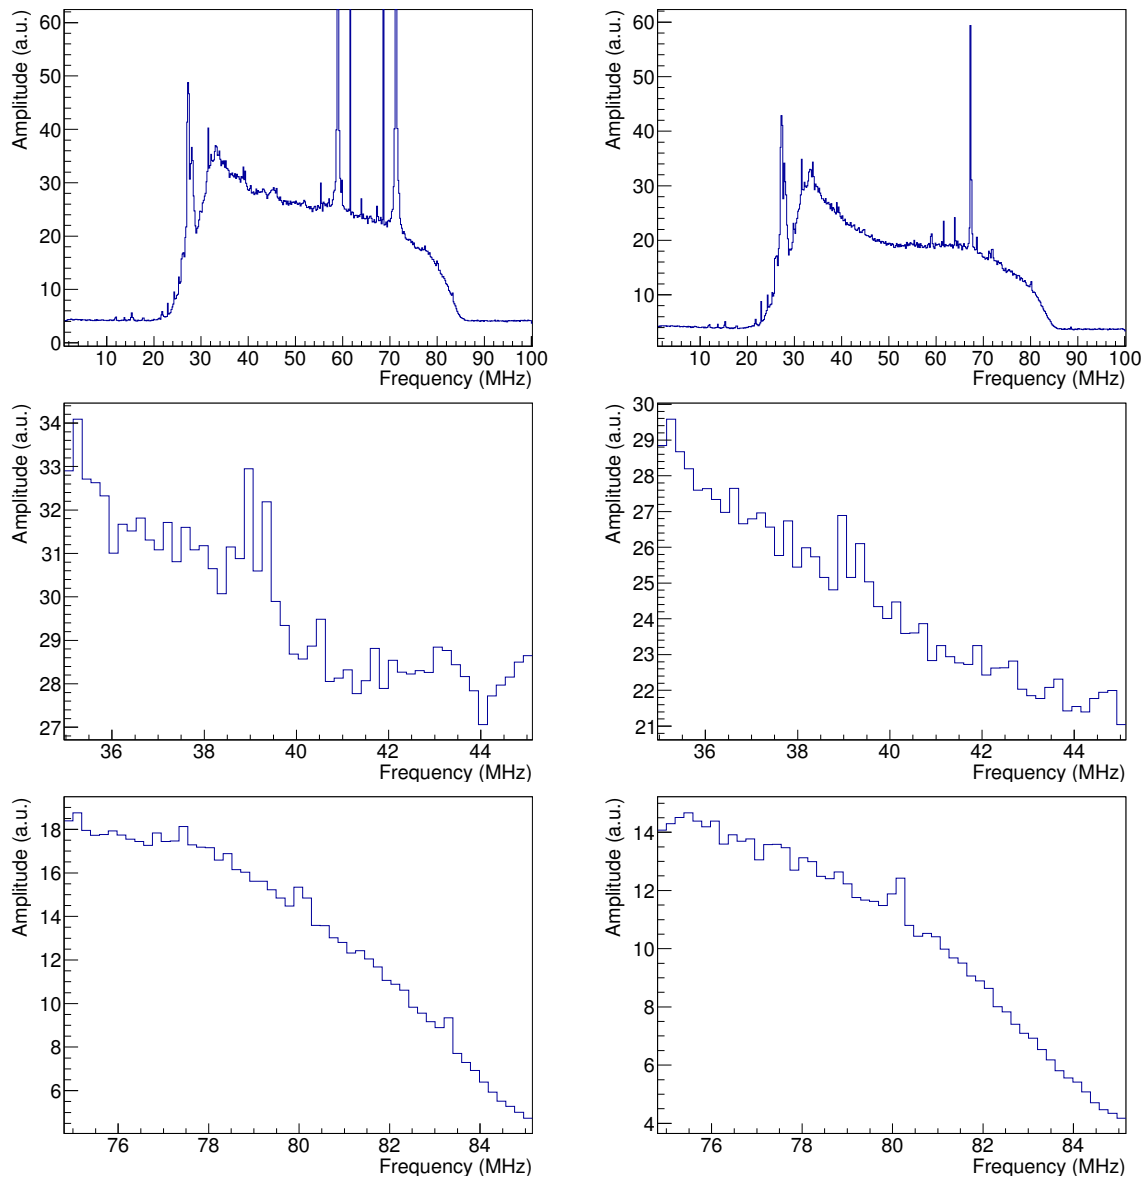 Amplitude (a.u.)
60
50
40
30
20
10
0
10 20 30 40 50 60 70 80 90 100
Frequency (MHz)
Amplitude (a.u.)
60
50
40
30
20
10
10 20 30 40 50 60 70 80 90 100
Frequency (MHz)
Amplitude (a.u.)
34
33
32
31
30
29
28
27
36 38 40 42 44
Frequency (MHz)
Amplitude (a.u.)
30
29
28
27
26
25
24
23
22
21
36 38 40 42 44
Frequency (MHz)
Amplitude (a.u.)
18
16
14
12
10
8
6
76 78 80 82 84
Frequency (MHz)
Amplitude (a.u.)
14
12
10
8
6
4
76 78 80 82 84
Frequency (MHz)